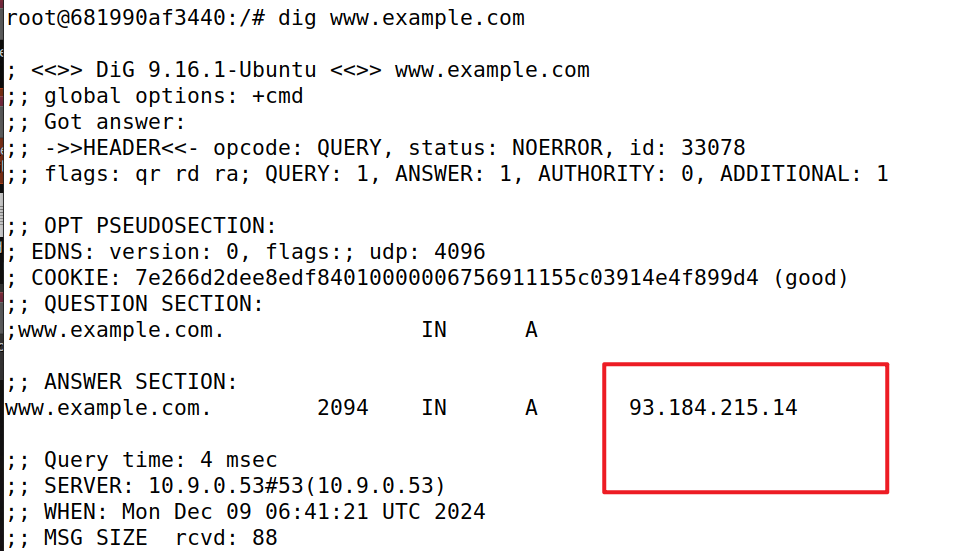 root@681990af3440:/# dig www.example.com
; <<>> DiG 9.16.1-Ubuntu <<>> www.example.com
;; global options: +cmd
;; Got answer:
;; ->>HEADER<<- opcode: QUERY, status: NOERROR, id: 33078
;; flags: qr rd ra; QUERY: 1, ANSWER: 1, AUTHORITY: 0, ADDITIONAL: 1
;; OPT PSEUDOSECTION:
; EDNS: version: 0, flags:; udp: 4096
; COOKIE: 7e266d2dee8edf84010000006756911155c03914e4f899d4 (good)
;; QUESTION SECTION:
;www.example.com. IN A
;; ANSWER SECTION:
www.example.com. 2094 IN A 93.184.215.14
;; Query time: 4 msec
;; SERVER: 10.9.0.53#53(10.9.0.53)
;; WHEN: Mon Dec 09 06:41:21 UTC 2024
;; MSG SIZE rcvd: 88